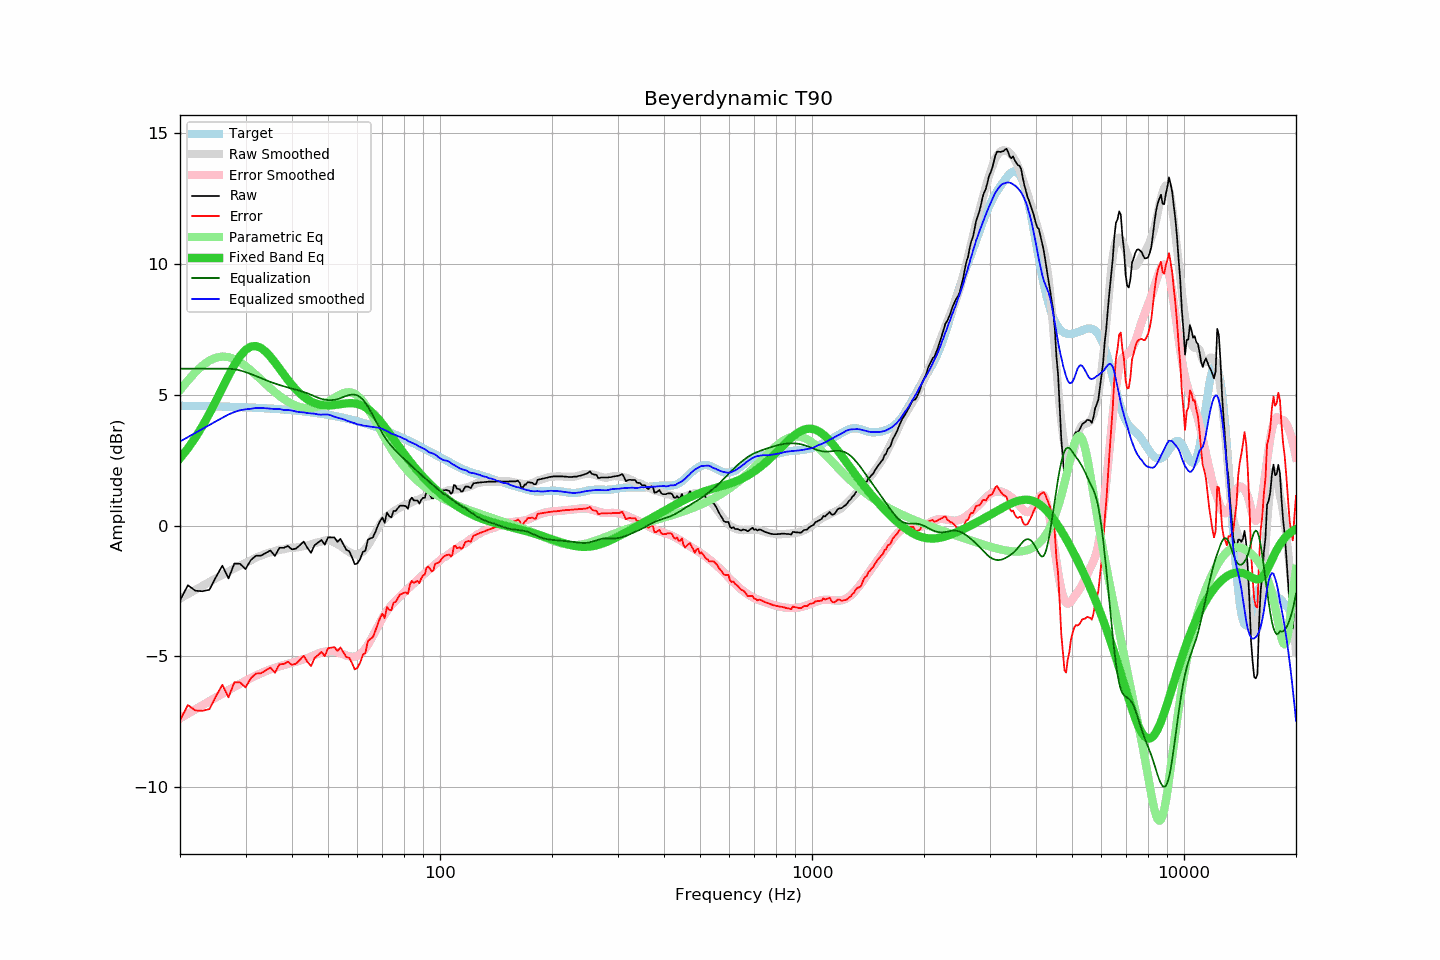 Beyerdynamic T90
Target
Raw Smoothed
Error Smoothed
Raw
Error
Parametric Eq
Fixed Band Eq
Equalization
Equalized smoothed
15
10
5
0
−5
−10
Amplitude (dBr)
100
1000
10000
Frequency (Hz)